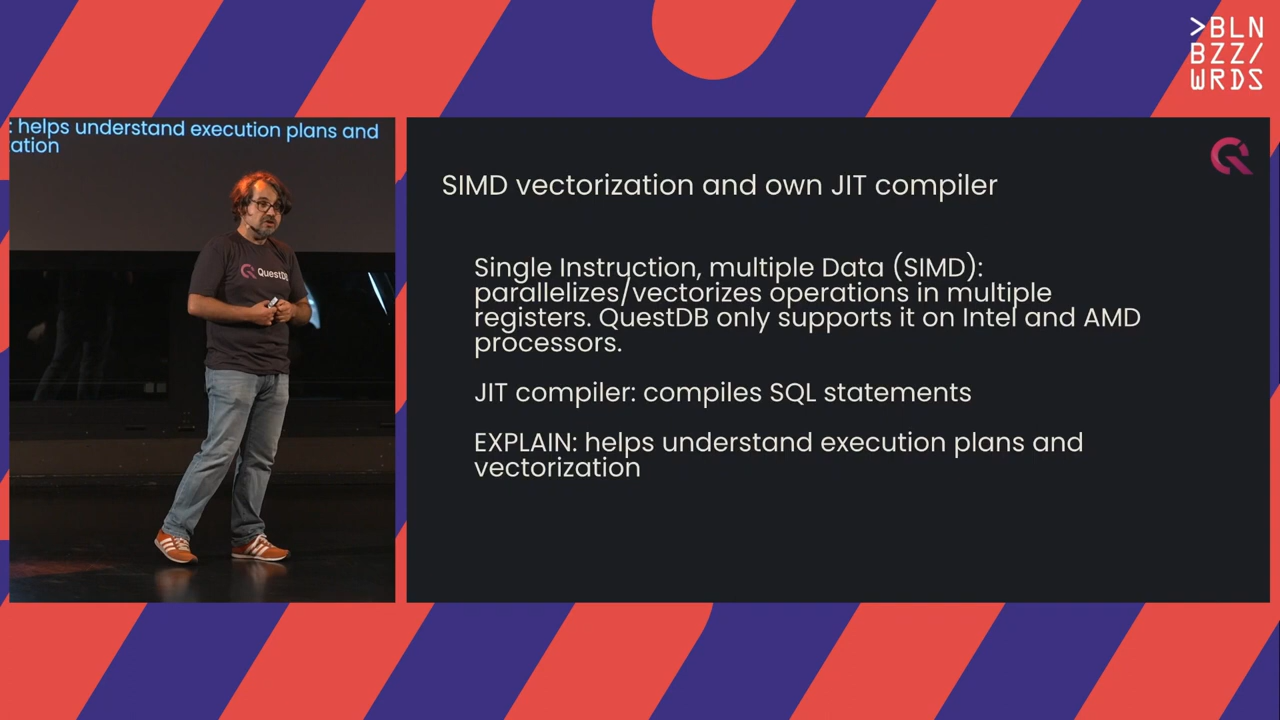 >BLN
BZZ/
WRDS
: helps understand execution plans and
ation
QuestDB
SIMD vectorization and own JIT compiler
Single Instruction, multiple Data (SIMD):
parallelizes/vectorizes operations in multiple
registers. QuestDB only supports it on Intel and AMD
processors.
JIT compiler: compiles SQL statements
EXPLAIN: helps understand execution plans and
vectorization